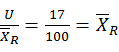 U/X̅_R = 17/100 = X̅_R